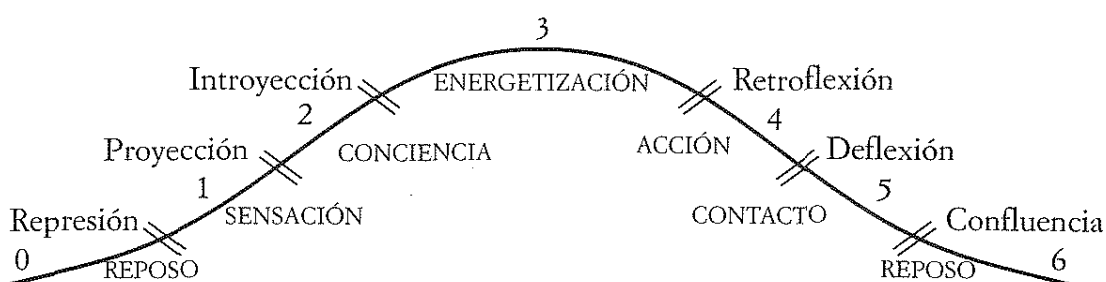 3
Introyección ENERGETIZACIÓN Retroflexión
2 4
Proyección CONCIENCIA ACCIÓN Deflexión
1 5
Represión SENSACIÓN CONTACTO Confluencia
0 REPOSO REPOSO 6